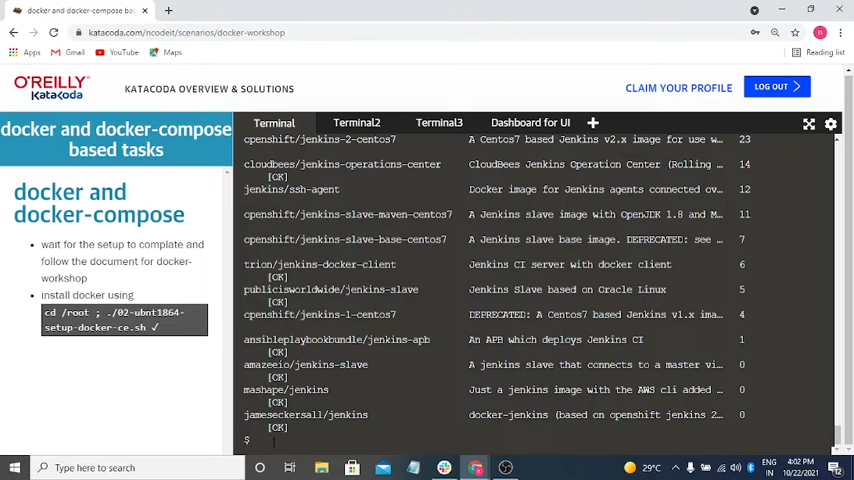 docker and docker-compose bas
katacoda.com/ncodeit/scenarios/docker-workshop
n
Apps
Gmail
YouTube
Maps
Reading list
O'REILLY
Katacoda
KATACODA OVERVIEW & SOLUTIONS
CLAIM YOUR PROFILE
LOG OUT
docker and docker-compose
based tasks
docker and
docker-compose
wait for the setup to complate and
follow the document for docker-
workshop
install docker using
cd /root ; ./02-ubnt1864-
setup-docker-ce.sh ✓
Terminal
Terminal2
Terminal3
Dashboard for UI
openshift/jenkins-2-centos7 A Centos7 based Jenkins v2.x image for use w… 23
cloudbees/jenkins-operations-center CloudBees Jenkins Operation Center (Rolling … 14
[OK]
jenkins/ssh-agent Docker image for Jenkins agents connected ov… 12
openshift/jenkins-slave-maven-centos7 A Jenkins slave image with OpenJDK 1.8 and M… 11
openshift/jenkins-slave-base-centos7 A Jenkins slave base image. DEPRECATED: see … 7
trion/jenkins-docker-client Jenkins CI server with docker client 6
[OK]
publicisworldwide/jenkins-slave Jenkins Slave based on Oracle Linux 5
[OK]
openshift/jenkins-1-centos7 DEPRECATED: A Centos7 based Jenkins v1.x ima… 4
ansibleplaybookbundle/jenkins-apb An APB which deploys Jenkins CI 1
[OK]
amazeeio/jenkins-slave A jenkins slave that connects to a master vi… 0
[OK]
mashape/jenkins Just a jenkins image with the AWS cli added … 0
[OK]
jameseckersall/jenkins docker-jenkins (based on openshift jenkins 2… 0
[OK]
$
Type here to search
29°C
ENG
IN
4:02 PM
10/22/2021
12